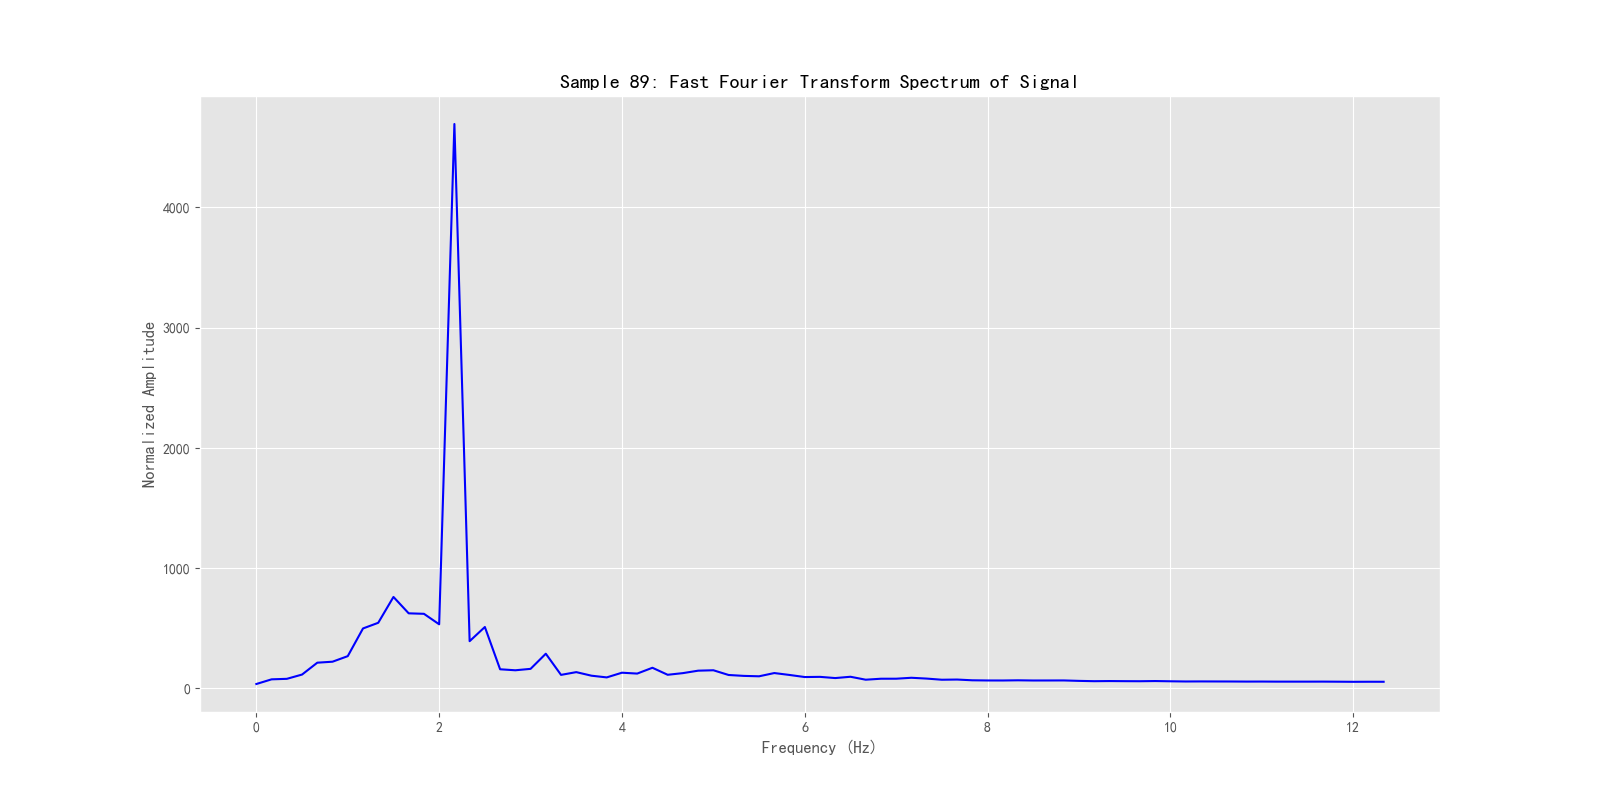 Sample 89: Fast Fourier Transform Spectrum of Signal
Normalized Amplitude
4000
3000
2000
1000
0
0 2 4 6 8 10 12
Frequency (Hz)